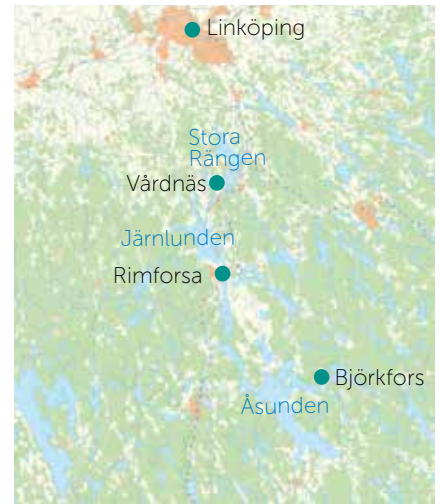 Linköping
Stora
Rängen
Vårdnäs
Järnlunden
Rimforsa
Björkfors
Åsunden